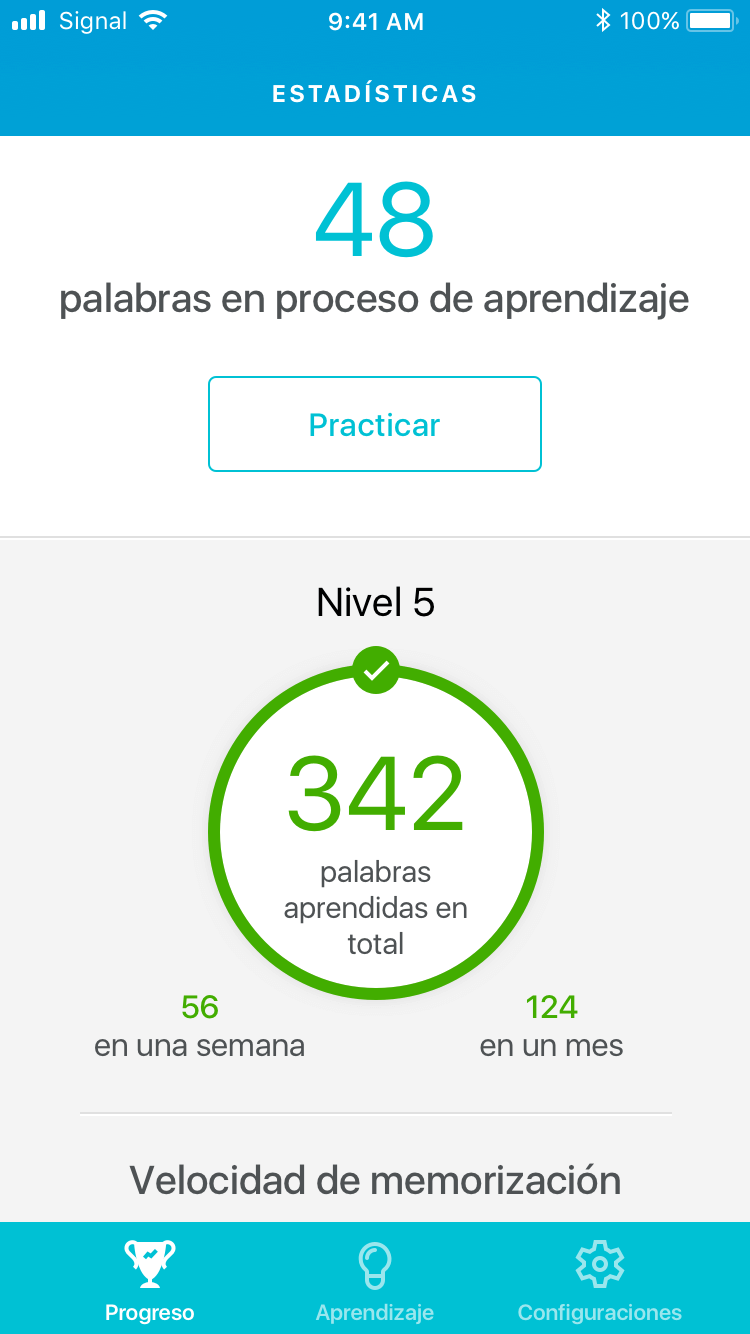 Signal 9:41 AM 100%
ESTADÍSTICAS
48
palabras en proceso de aprendizaje
Practicar
Nivel 5
342
palabras
aprendidas en
total
56
en una semana
124
en un mes
Velocidad de memorización
Progreso
Aprendizaje
Configuraciones